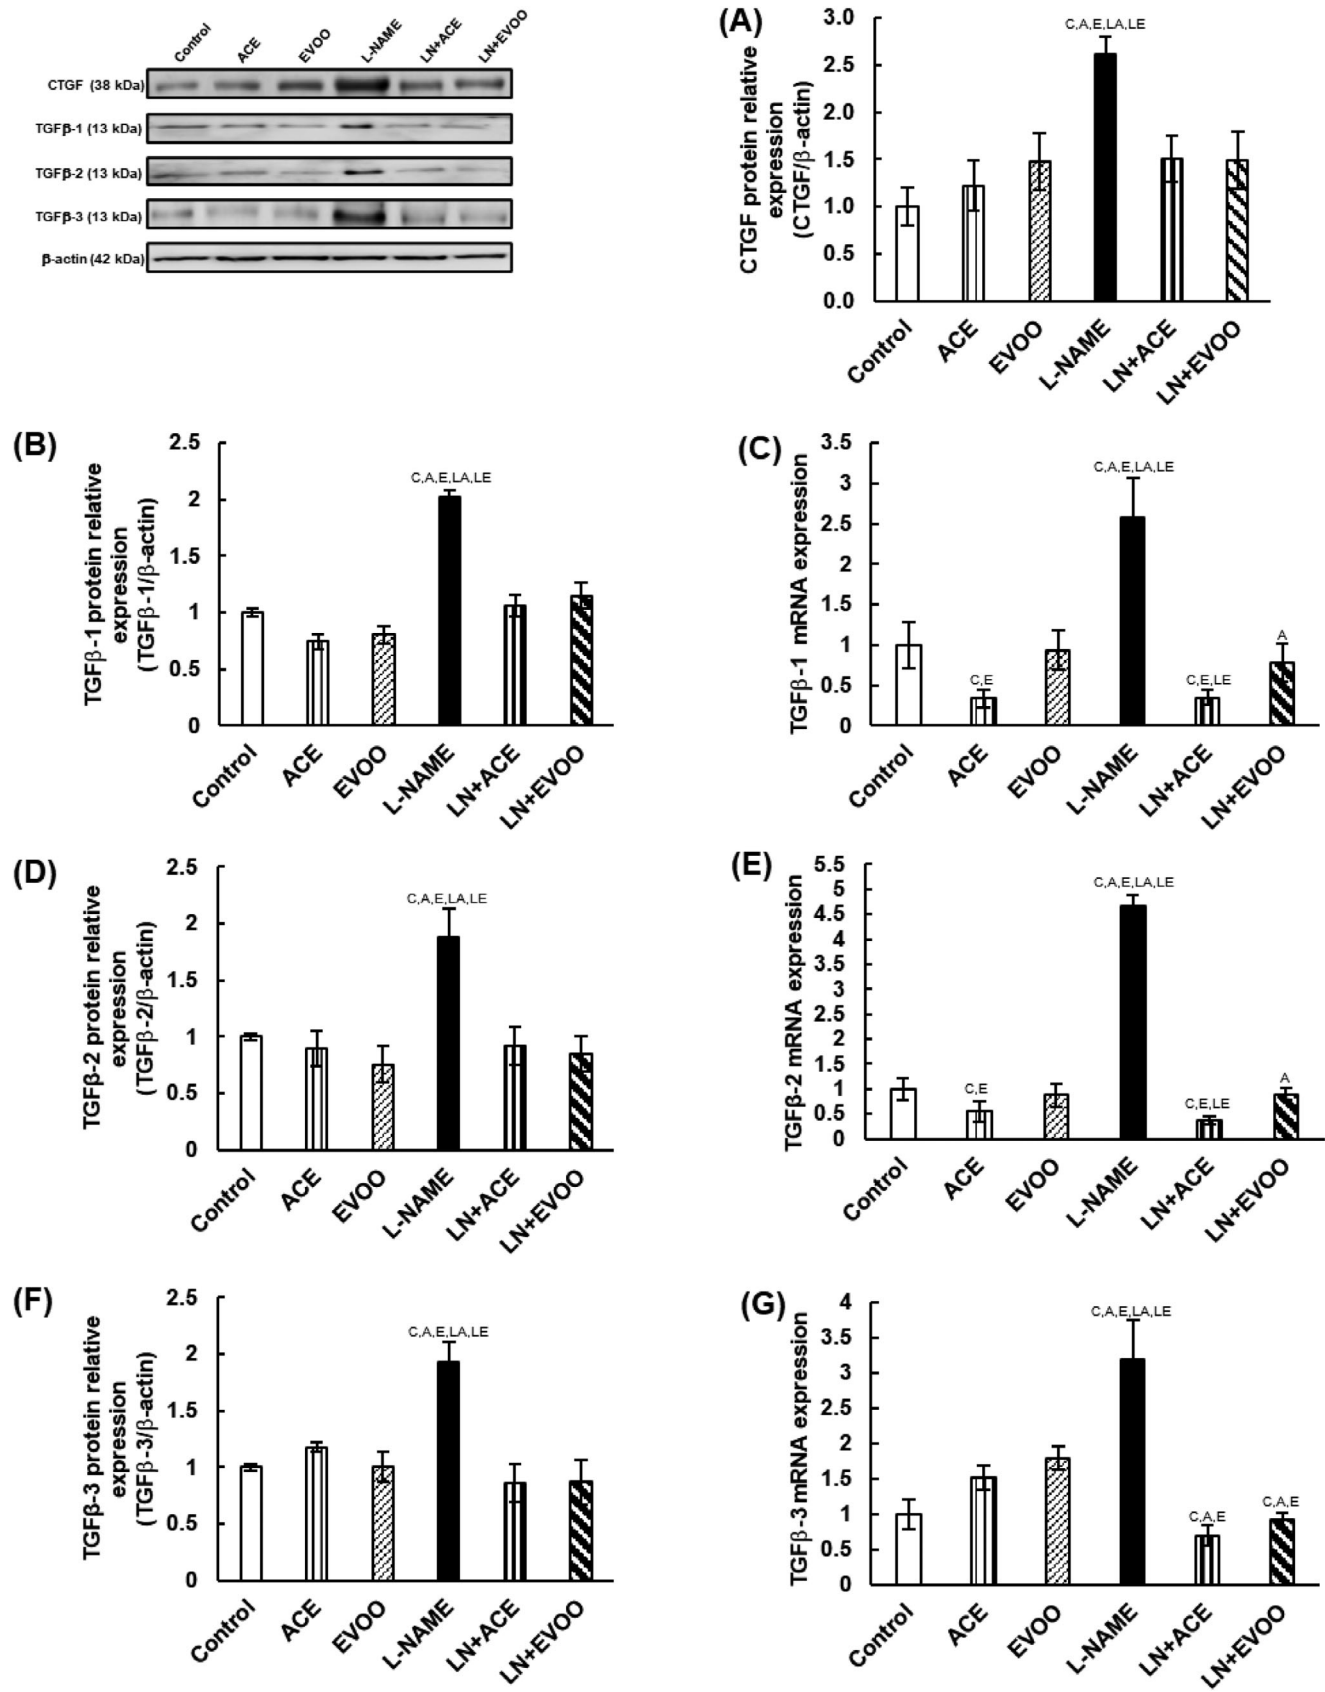 Control ACE EVOO L-NAME LN+ACE LN+EVOO
CTGF (38 kDa)
TGFβ-1 (13 kDa)
TGFβ-2 (13 kDa)
TGFβ-3 (13 kDa)
β-actin (42 kDa)
(A)
CTGF protein relative
expression
(CTGF/β-actin)
3.0
2.5
2.0
1.5
1.0
0.5
0.0
C,A,E,LA,LE
Control ACE EVOO L-NAME LN+ACE LN+EVOO
(B)
TGFβ-1 protein relative
expression
(TGFβ-1/β-actin)
2.5
2
1.5
1
0.5
0
C,A,E,LA,LE
Control ACE EVOO L-NAME LN+ACE LN+EVOO
(C)
TGFβ-1 mRNA expression
3.5
3
2.5
2
1.5
1
0.5
0
C,A,E,LA,LE
C,E
C,E,LE
A
Control ACE EVOO L-NAME LN+ACE LN+EVOO
(D)
TGFβ-2 protein relative
expression
(TGFβ-2/β-actin)
2.5
2
1.5
1
0.5
0
C,A,E,LA,LE
Control ACE EVOO L-NAME LN+ACE LN+EVOO
(E)
TGFβ-2 mRNA expression
5.5
5
4.5
4
3.5
3
2.5
2
1.5
1
0.5
0
C,A,E,LA,LE
C,E
C,E,LE
A
Control ACE EVOO L-NAME LN+ACE LN+EVOO
(F)
TGFβ-3 protein relative
expression
(TGFβ-3/β-actin)
2.5
2
1.5
1
0.5
0
C,A,E,LA,LE
Control ACE EVOO L-NAME LN+ACE LN+EVOO
(G)
TGFβ-3 mRNA expression
4
3.5
3
2.5
2
1.5
1
0.5
0
C,A,E,LA,LE
C,A,E
C,A,E
Control ACE EVOO L-NAME LN+ACE LN+EVOO